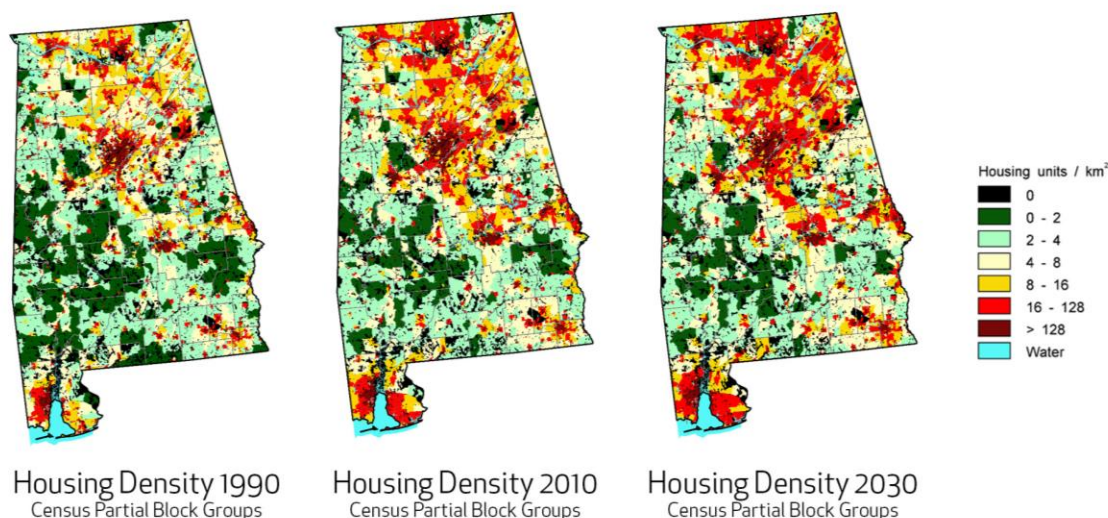 Housing units / km²
0
0 - 2
2 - 4
4 - 8
8 - 16
16 - 128
> 128
Water
Housing Density 1990
Census Partial Block Groups
Housing Density 2010
Census Partial Block Groups
Housing Density 2030
Census Partial Block Groups